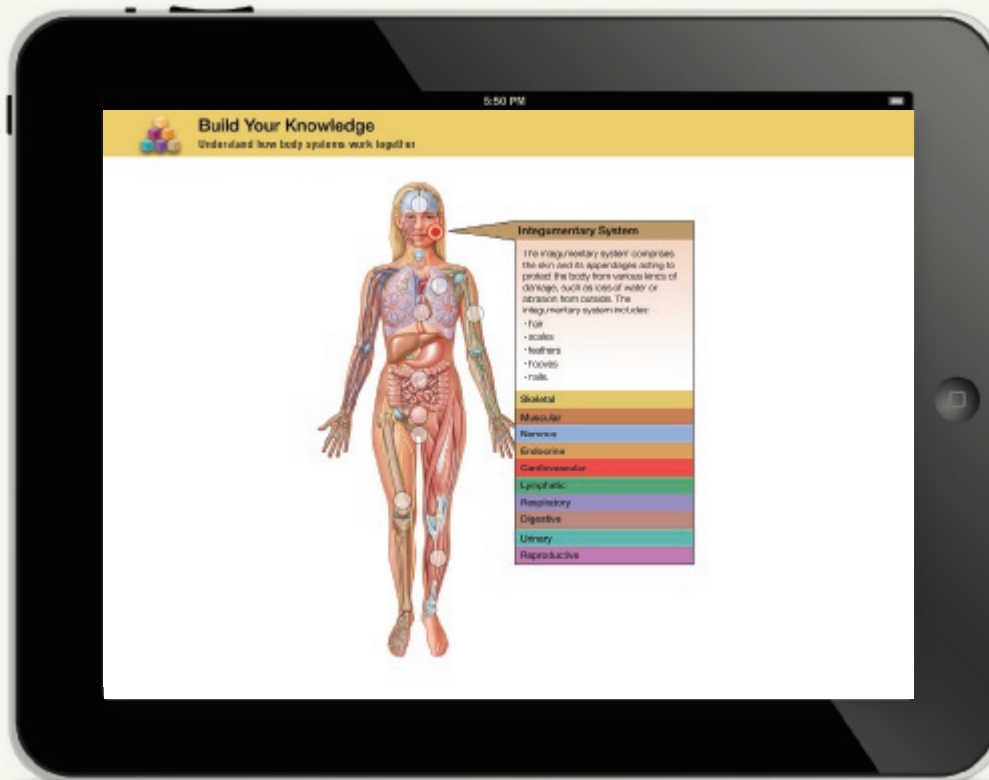 5:50 PM
Build Your Knowledge
Understand how body systems work together
Integumentary System
The integumentary system comprises
the skin and its appendages acting to
protect the body from various kinds of
damage, such as loss of water or
abrasion from outside. The
integumentary system includes:
• hair
• scales
• feathers
• hooves
• nails.
Skeletal
Muscular
Nervous
Endocrine
Cardiovascular
Lymphatic
Respiratory
Digestive
Urinary
Reproductive